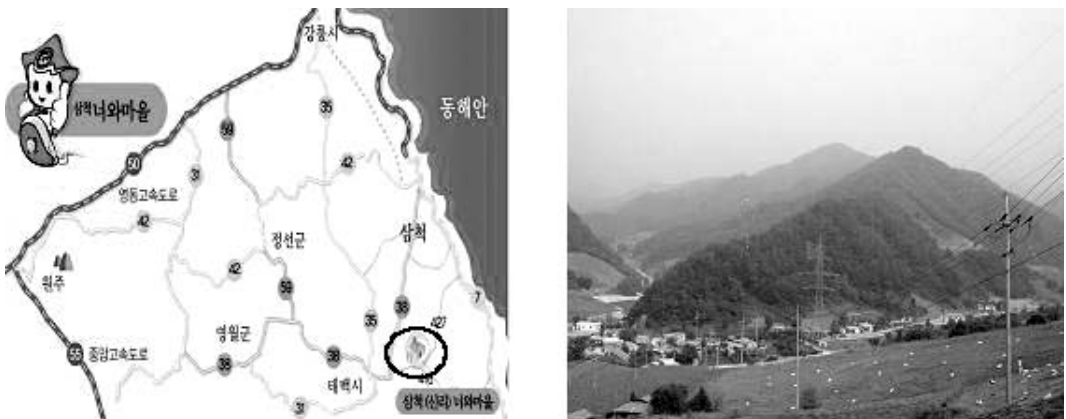 강릉시
삼척 너와마을
동해안
35
59
50
42
31
영동고속도로
42
삼척
정선군
원주
42
59
7
35
38
427
영월군
55
중앙고속도로
38
38
태백시
삼척(신리) 너와마을
31